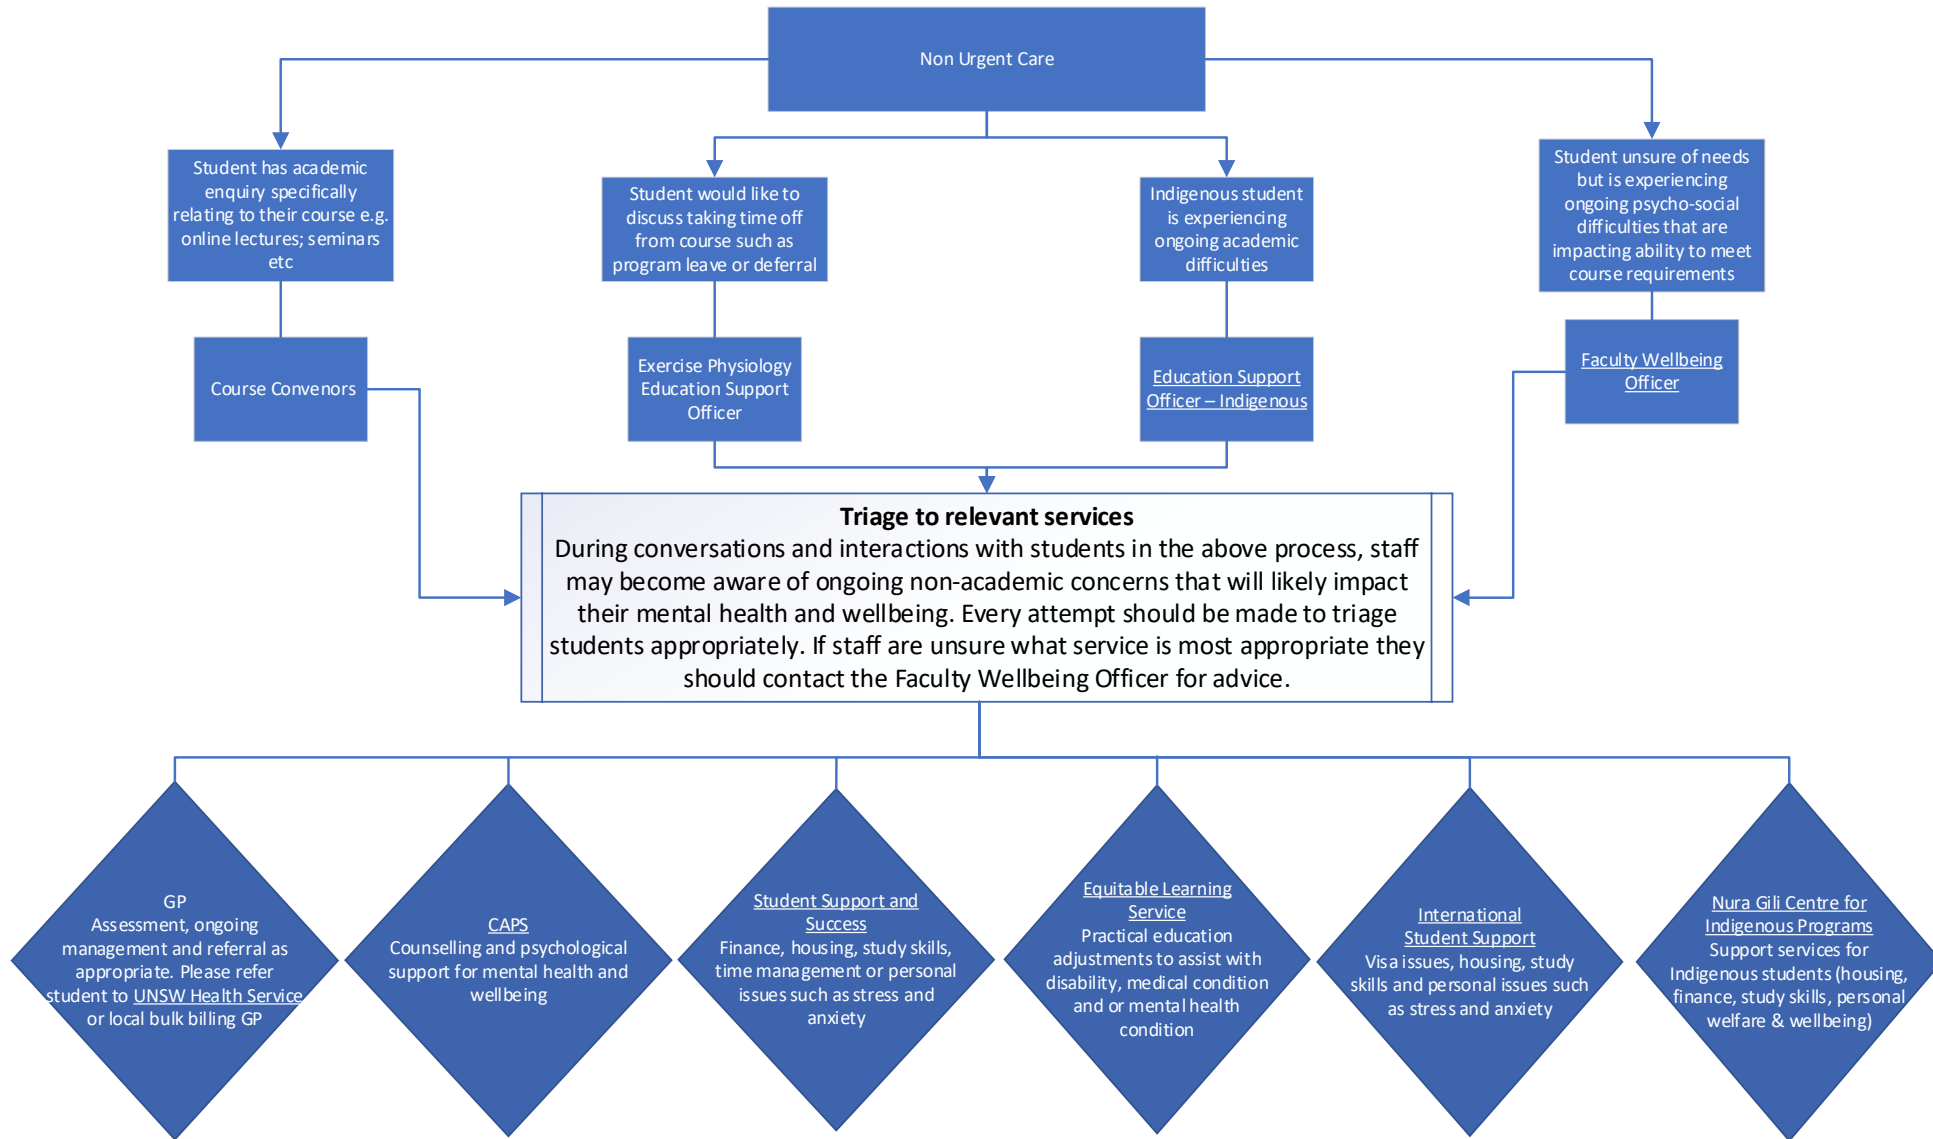 Non Urgent Care
Student has academic
enquiry specifically
relating to their course e.g.
online lectures; seminars
etc
Student would like to
discuss taking time off
from course such as
program leave or deferral
Indigenous student
is experiencing
ongoing academic
difficulties
Student unsure of needs
but is experiencing
ongoing psycho-social
difficulties that are
impacting ability to meet
course requirements
Course Convenors
Exercise Physiology
Education Support
Officer
Education Support
Officer – Indigenous
Faculty Wellbeing
Officer
Triage to relevant services
During conversations and interactions with students in the above process, staff
may become aware of ongoing non-academic concerns that will likely impact
their mental health and wellbeing. Every attempt should be made to triage
students appropriately. If staff are unsure what service is most appropriate they
should contact the Faculty Wellbeing Officer for advice.
GP
Assessment, ongoing
management and referral as
appropriate. Please refer
student to UNSW Health Service
or local bulk billing GP
CAPS
Counselling and psychological
support for mental health and
wellbeing
Student Support and
Success
Finance, housing, study skills,
time management or personal
issues such as stress and
anxiety
Equitable Learning
Service
Practical education
adjustments to assist with
disability, medical condition
and or mental health
condition
International
Student Support
Visa issues, housing, study
skills and personal issues such
as stress and anxiety
Nura Gili Centre for
Indigenous Programs
Support services for
Indigenous students (housing,
finance, study skills, personal
welfare & wellbeing)